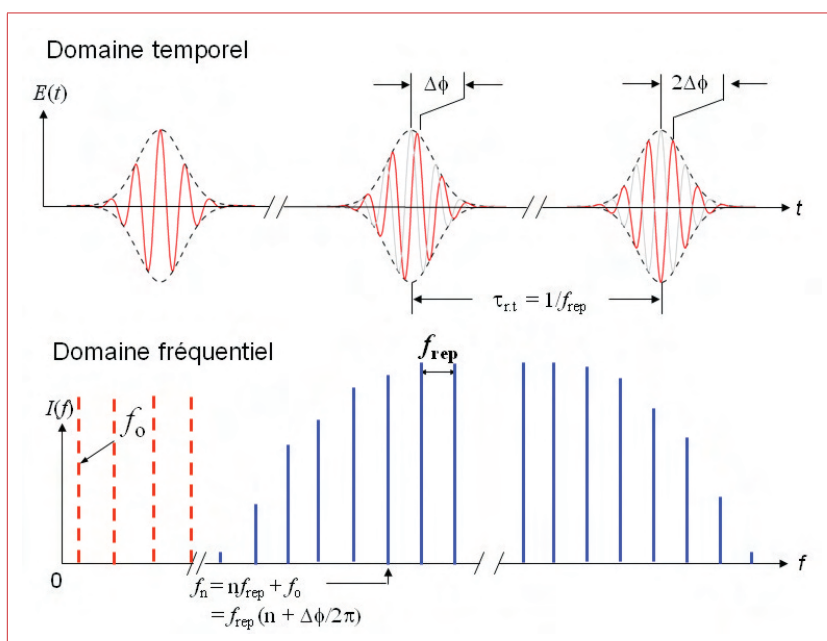 Domaine temporel
E(t)
Δϕ
2Δϕ
t
τr.t = 1/frep
Domaine fréquentiel
frep
I(f)
fo
0
f
fn = nfrep + fo
= frep (n + Δϕ/2π)